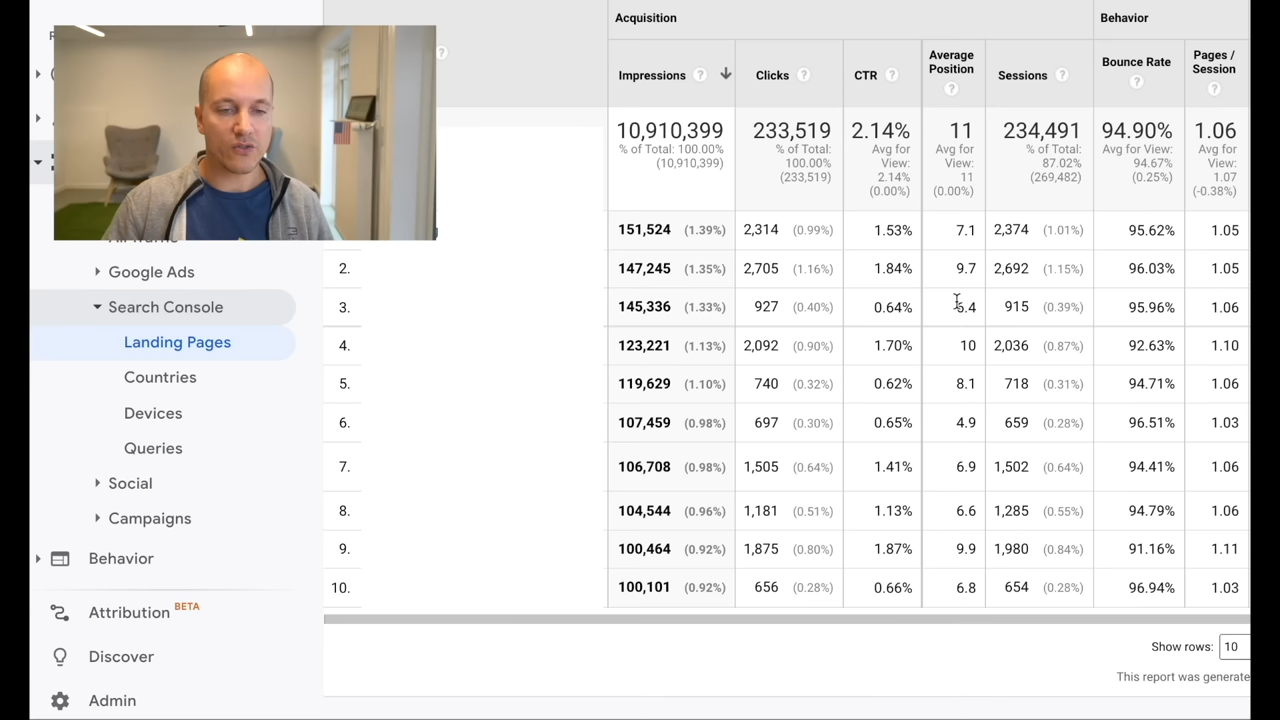 Acquisition
Behavior
Impressions
Clicks
CTR
Average
Position
Sessions
Bounce Rate
Pages /
Session
10,910,399
% of Total: 100.00%
(10,910,399)
233,519
% of Total:
100.00%
(233,519)
2.14%
Avg for
View:
2.14%
(0.00%)
11
Avg for
View:
11
(0.00%)
234,491
% of Total:
87.02%
(269,482)
94.90%
Avg for View:
94.67%
(0.25%)
1.06
Avg for
View:
1.07
(-0.38%)
151,524 (1.39%) 2,314 (0.99%) 1.53% 7.1 2,374 (1.01%) 95.62% 1.05
2. 147,245 (1.35%) 2,705 (1.16%) 1.84% 9.7 2,692 (1.15%) 96.03% 1.05
3. 145,336 (1.33%) 927 (0.40%) 0.64% 915 (0.39%) 95.96% 1.06
4. 123,221 (1.13%) 2,092 (0.90%) 1.70% 10 2,036 (0.87%) 92.63% 1.10
5. 119,629 (1.10%) 740 (0.32%) 0.62% 8.1 718 (0.31%) 94.71% 1.06
6. 107,459 (0.98%) 697 (0.30%) 0.65% 4.9 659 (0.28%) 96.51% 1.03
7. 106,708 (0.98%) 1,505 (0.64%) 1.41% 6.9 1,502 (0.64%) 94.41% 1.06
8. 104,544 (0.96%) 1,181 (0.51%) 1.13% 6.6 1,285 (0.55%) 94.79% 1.06
9. 100,464 (0.92%) 1,875 (0.80%) 1.87% 9.9 1,980 (0.84%) 91.16% 1.11
10. 100,101 (0.92%) 656 (0.28%) 0.66% 6.8 654 (0.28%) 96.94% 1.03
Show rows: 10
This report was generate
Google Ads
Search Console
Landing Pages
Countries
Devices
Queries
Social
Campaigns
Behavior
Attribution BETA
Discover
Admin